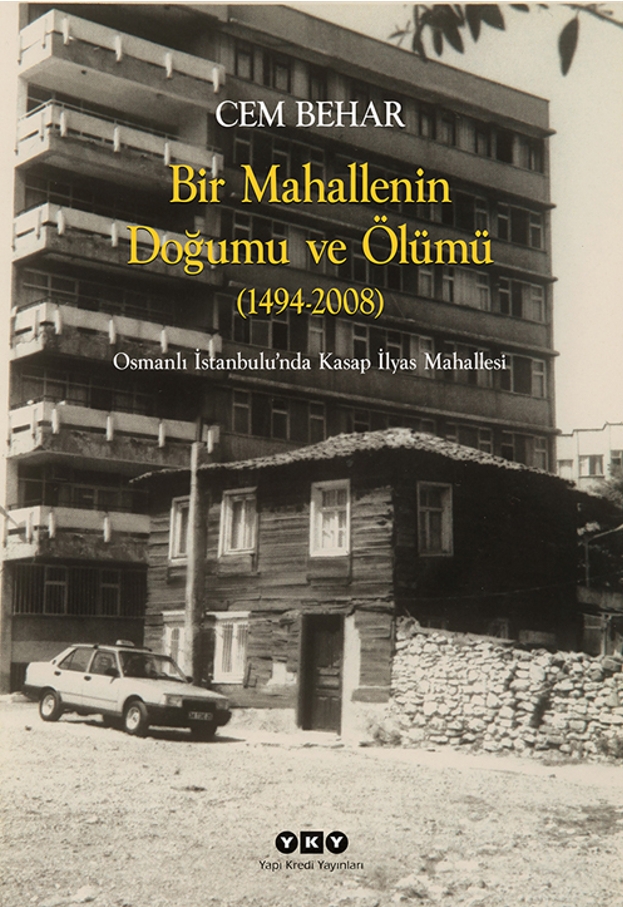 CEM BEHAR
Bir Mahallenin
Doğumu ve Ölümü
(1494-2008)
Osmanlı İstanbulu'nda Kasap İlyas Mahallesi
YKY
Yapı Kredi Yayınları